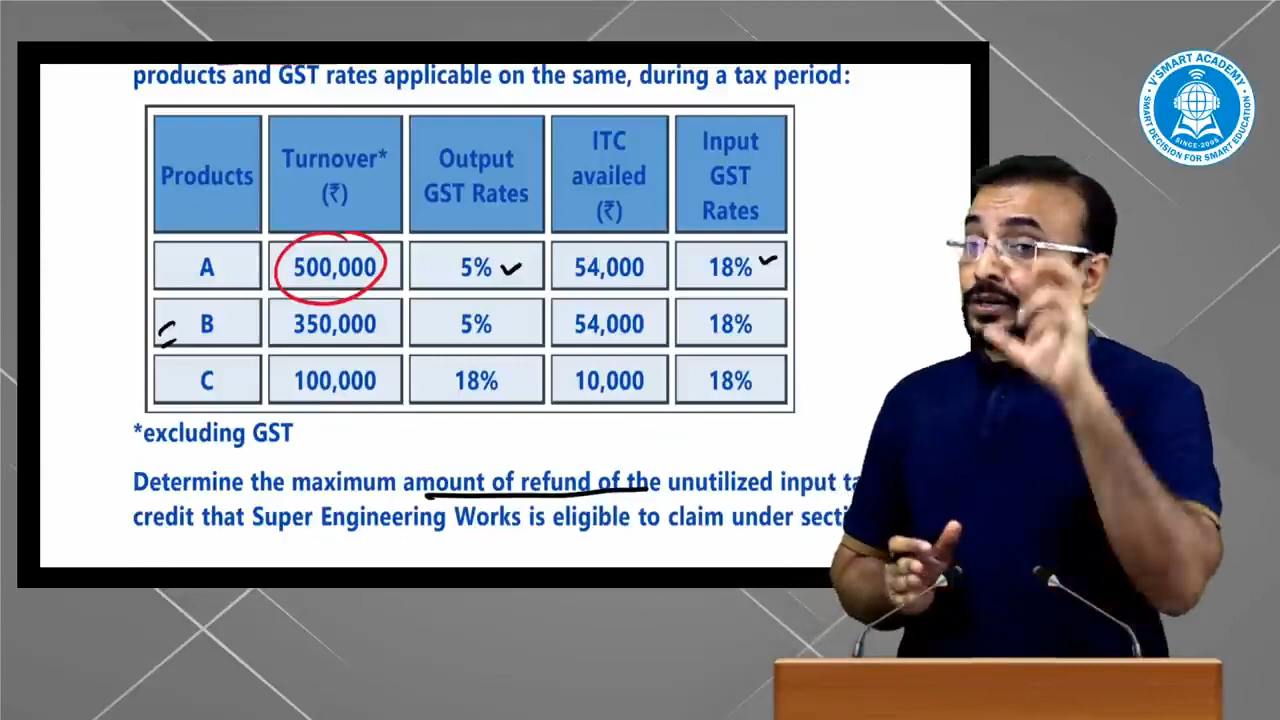 V'SMART ACADEMY
SMART DECISION FOR SMART EDUCATION
SINCE-2005
products and GST rates applicable on the same, during a tax period:
Products Turnover* (₹) Output GST Rates ITC availed (₹) Input GST Rates
A 500,000 5% 54,000 18%
B 350,000 5% 54,000 18%
C 100,000 18% 10,000 18%
*excluding GST
Determine the maximum amount of refund of the unutilized input
credit that Super Engineering Works is eligible to claim under